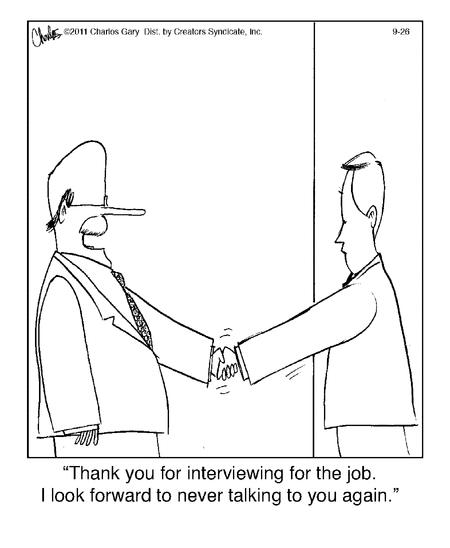 Charlos ©2011 Charlos Gary Dist. by Creators Syndicate, Inc. 9-26
“Thank you for interviewing for the job.
I look forward to never talking to you again.”